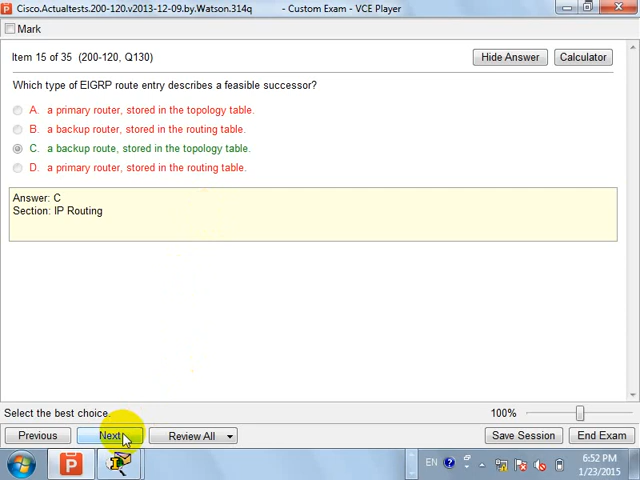 Cisco.Actualtests.200-120.v2013-12-09.by.Watson.314q - Custom Exam - VCE Player
Mark
Item 15 of 35 (200-120, Q130)
Hide Answer
Calculator
Which type of EIGRP route entry describes a feasible successor?
A. a primary router, stored in the topology table.
B. a backup router, stored in the routing table.
C. a backup route, stored in the topology table.
D. a primary router, stored in the routing table.
Answer: C
Section: IP Routing
Select the best choice.
100%
Previous
Next
Review All
Save Session
End Exam
EN
6:52 PM
1/23/2015